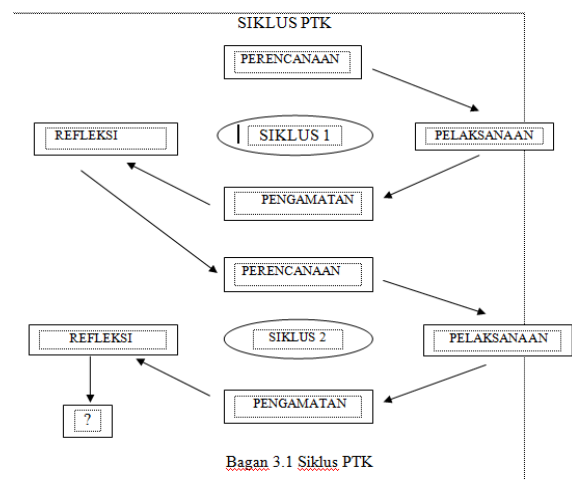 SIKLUS PTK
PERENCANAAN
REFLEKSI
SIKLUS 1
PELAKSANAAN
PENGAMATAN
PERENCANAAN
REFLEKSI
SIKLUS 2
PELAKSANAAN
PENGAMATAN
?
Bagan 3.1 Siklus PTK